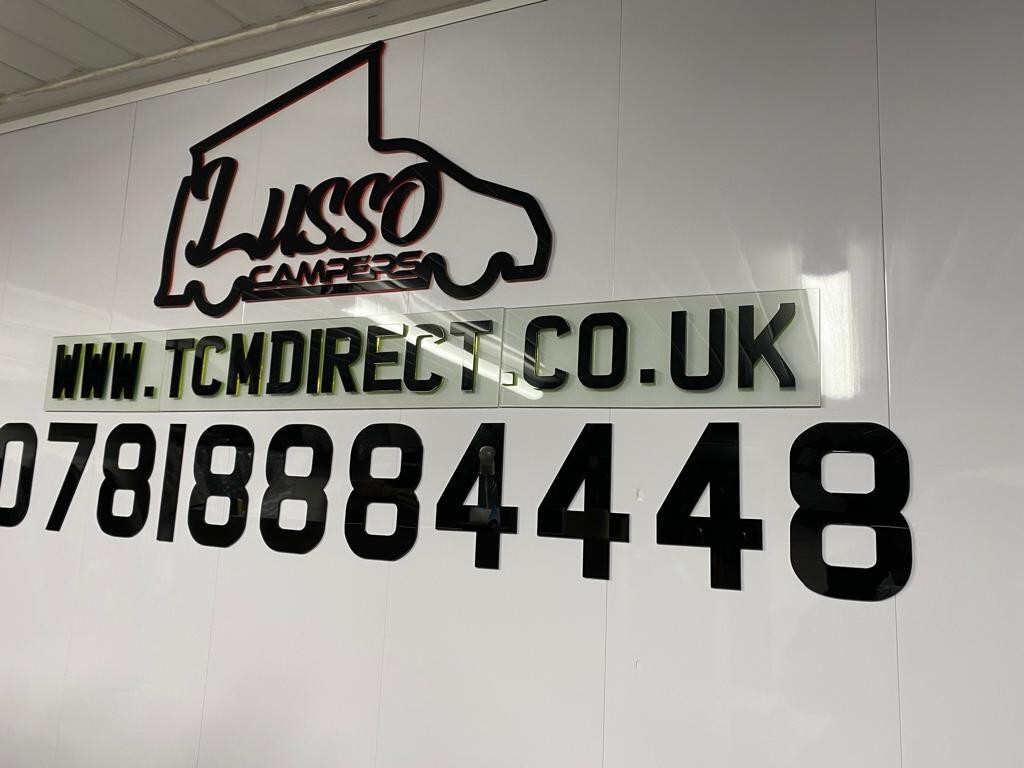 Lusso
CAMPERS
WWW.TCMDIRECT.CO.UK
07818884448